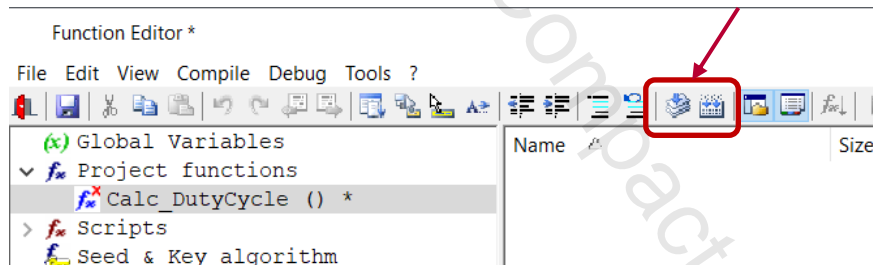 Function Editor *
File Edit View Compile Debug Tools ?
(x) Global Variables
Name Size
Project functions
Calc_DutyCycle () *
Scripts
Seed & Key algorithm
compact